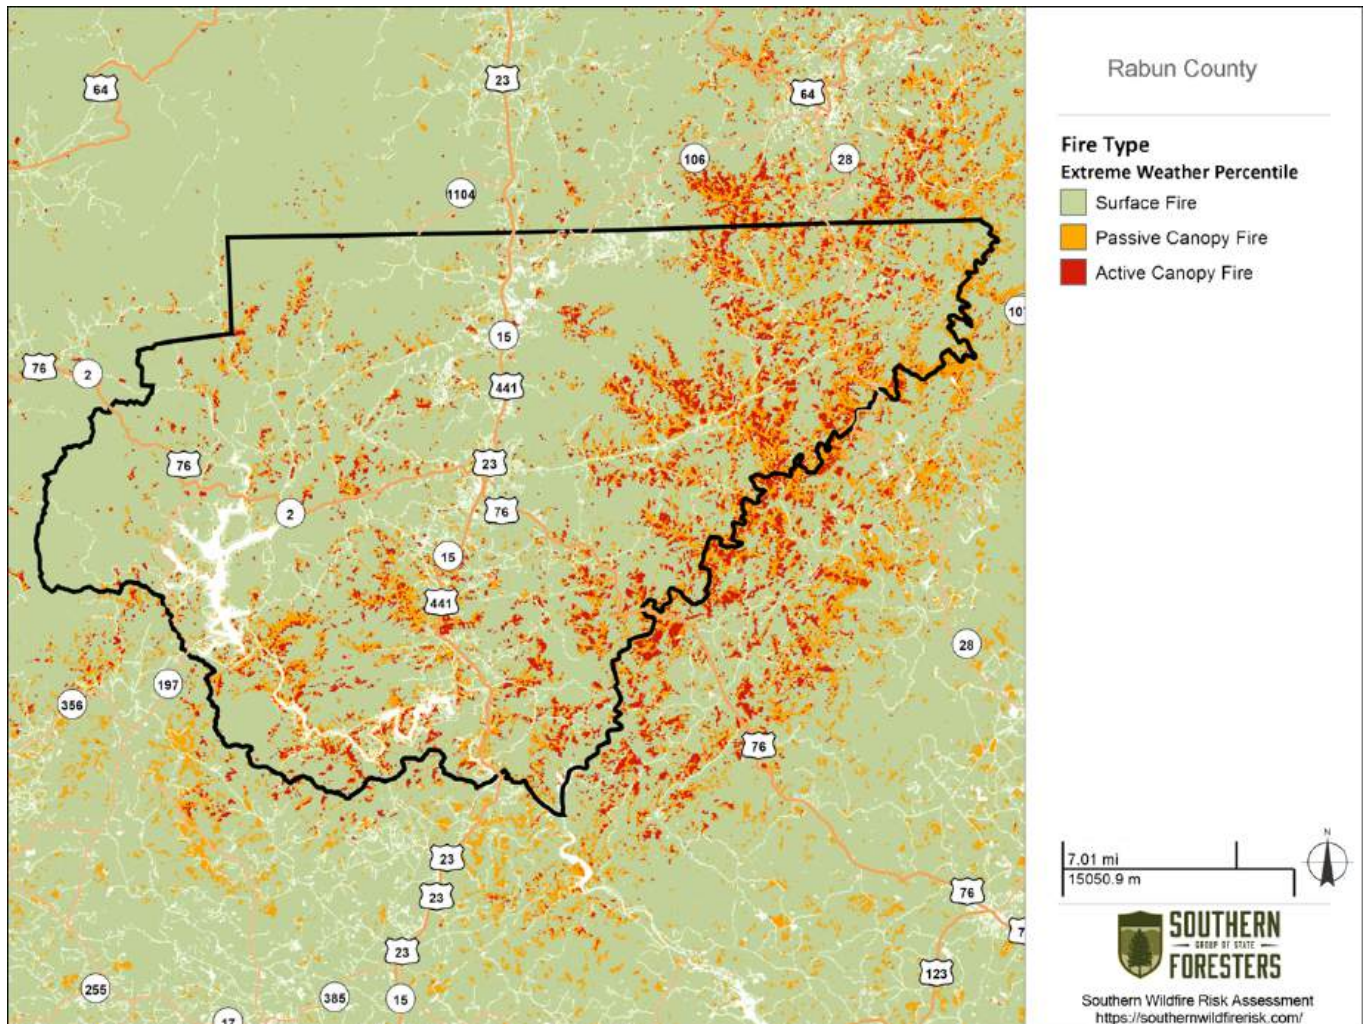 64
23
64
106
28
1104
15
107
76
2
441
76
23
2
76
15
441
28
197
356
76
23
23
76
7
23
123
255
385
15
17
Rabun County
Fire Type
Extreme Weather Percentile
Surface Fire
Passive Canopy Fire
Active Canopy Fire
N
7.01 mi
15050.9 m
SOUTHERN
GROUP OF STATE
FORESTERS
Southern Wildfire Risk Assessment
https://southernwildfirerisk.com/